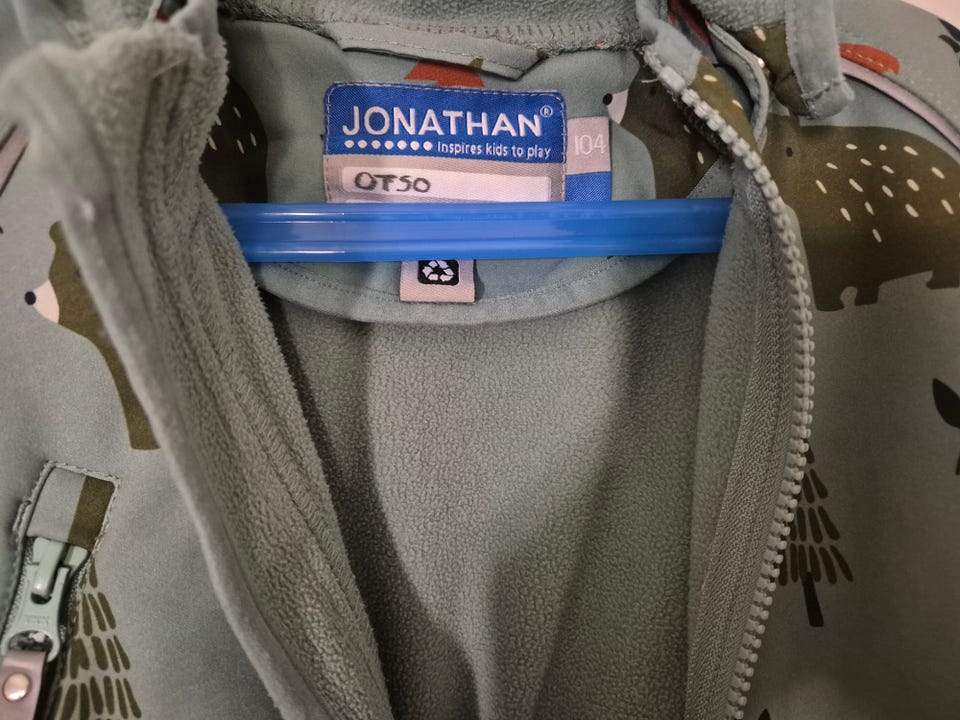 JONATHAN®
Inspires kids to play
104
OTSO